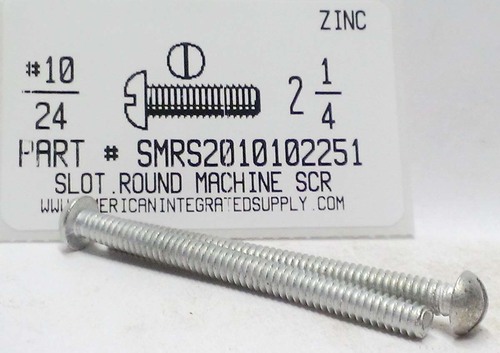 ZINC
#10
24
2 1/4
PART # SMRS2010102251
SLOT.ROUND MACHINE SCR
WWW.AMERICANINTEGRATEDSUPPLY.COM